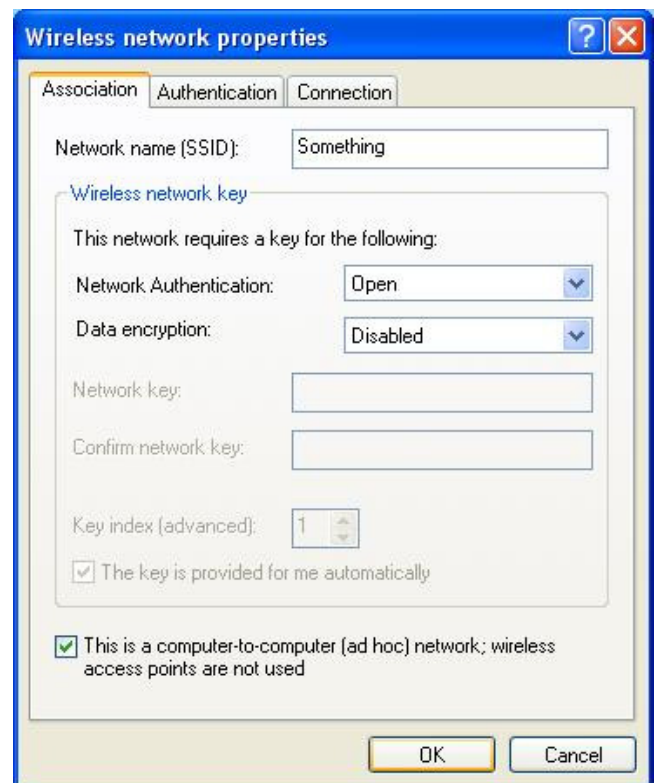 Wireless network properties
Association Authentication Connection
Network name (SSID): Something
Wireless network key
This network requires a key for the following:
Network Authentication: Open
Data encryption: Disabled
Network key:
Confirm network key:
Key index (advanced): 1
The key is provided for me automatically
This is a computer-to-computer (ad hoc) network; wireless
access points are not used
OK Cancel